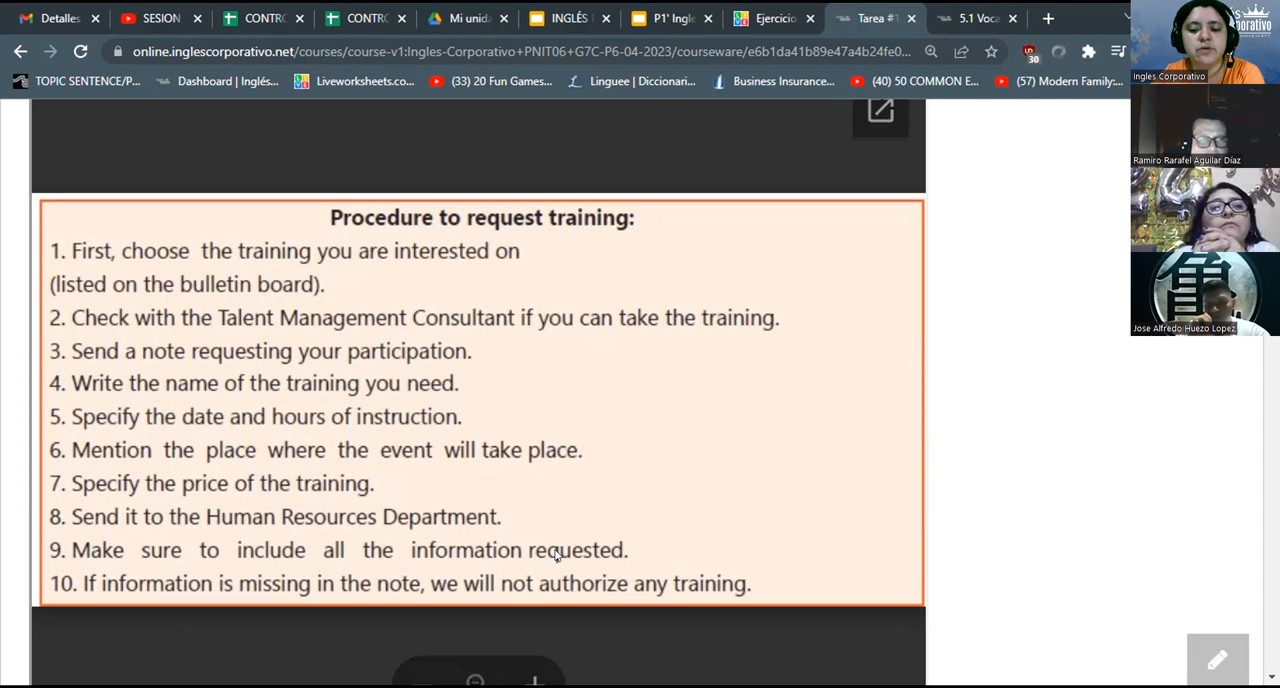 Detalles
SESION
CONTRC
CONTRC
Mi unida
INGLÉS
P1' Ingle
Ejercicio
Tarea #1
5.1 Voca
online.inglescorporativo.net/courses/course-v1:Ingles-Corporativo+PNIT06+G7C-P6-04-2023/courseware/e6b1da41b89e47a4b24fe0...
30
TOPIC SENTENCE/P...
Dashboard | Inglés...
Liveworksheets.co...
(33) 20 Fun Games...
Linguee | Diccionari...
Business Insurance...
(40) 50 COMMON E...
(57) Modern Family:...
Ingles Corporativo
Ramiro Rarafel Aguilar Díaz
Jose Alfredo Huezo Lopez
Procedure to request training:
1. First, choose the training you are interested on
(listed on the bulletin board).
2. Check with the Talent Management Consultant if you can take the training.
3. Send a note requesting your participation.
4. Write the name of the training you need.
5. Specify the date and hours of instruction.
6. Mention the place where the event will take place.
7. Specify the price of the training.
8. Send it to the Human Resources Department.
9. Make sure to include all the information requested.
10. If information is missing in the note, we will not authorize any training.